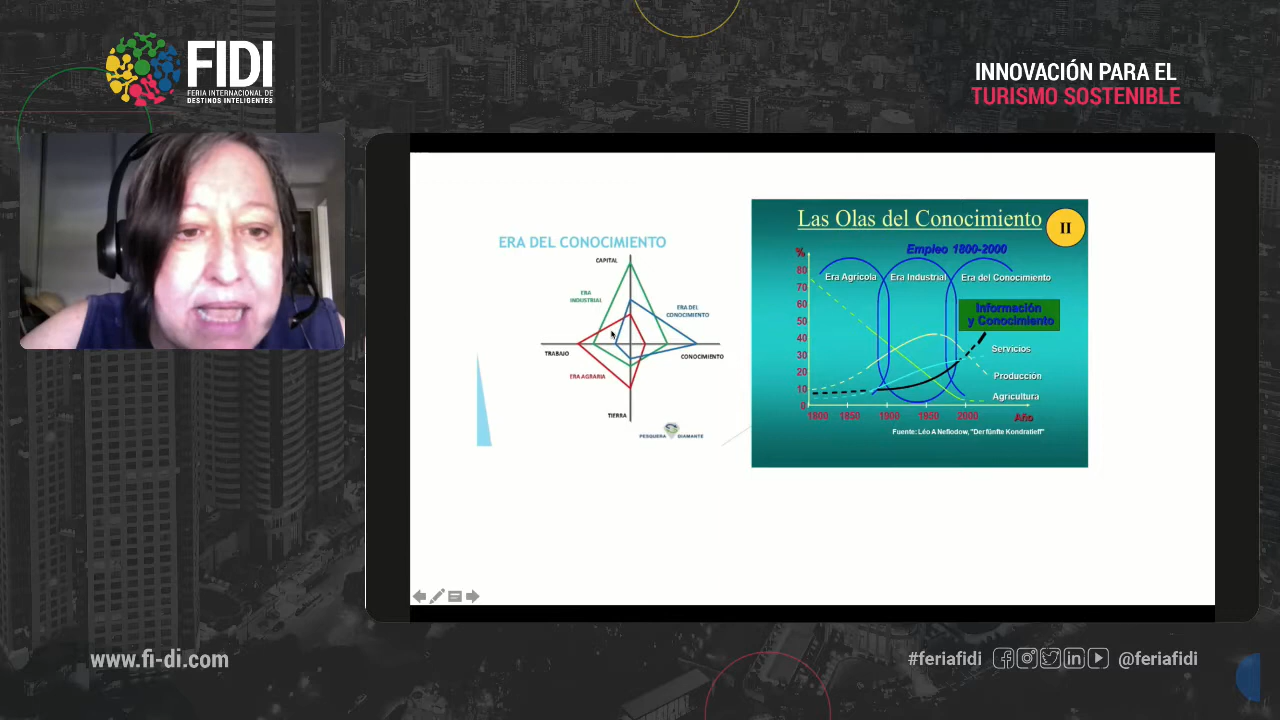 FIDI
FERIA INTERNACIONAL DE
DESTINOS INTELIGENTES
INNOVACIÓN PARA EL
TURISMO SOSTENIBLE
ERA DEL CONOCIMIENTO
CAPITAL
ERA
INDUSTRIAL
ERA DEL
CONOCIMIENTO
TRABAJO
CONOCIMIENTO
ERA AGRARIA
TIERRA
PESQUERA DIAMANTE
Las Olas del Conocimiento
II
Empleo 1800-2000
%
80
70
60
50
40
30
20
10
0
Era Agrícola
Era Industrial
Era del Conocimiento
Información
y Conocimiento
Servicios
Producción
Agricultura
1800 1850 1900 1950 2000 Año
Fuente: Léo A Nefiodow, "Der fünfte Kondratieff"
www.fi-di.com
#feriafidi
@feriafidi